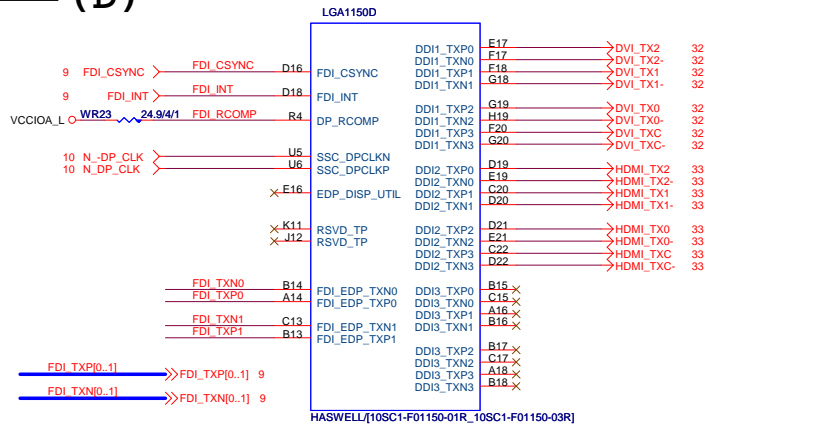 (D)
LGA1150D
9 FDI_CSYNC FDI_CSYNC D16 FDI_CSYNC
9 FDI_INT FDI_INT D18 FDI_INT
VCCIOA_L WR23 24.9/4/1 FDI_RCOMP R4 DP_RCOMP
10 N_-DP_CLK U5 SSC_DPCLKN
10 N_DP_CLK U6 SSC_DPCLKP
E16 EDP_DISP_UTIL
K11 RSVD_TP
J12 RSVD_TP
FDI_TXN0 B14 FDI_EDP_TXN0
FDI_TXP0 A14 FDI_EDP_TXP0
FDI_TXN1 C13 FDI_EDP_TXN1
FDI_TXP1 B13 FDI_EDP_TXP1
FDI_TXP[0..1] FDI_TXP[0..1] 9
FDI_TXN[0..1] FDI_TXN[0..1] 9
DDI1_TXP0 E17 DVI_TX2 32
DDI1_TXN0 F17 DVI_TX2- 32
DDI1_TXP1 F18 DVI_TX1 32
DDI1_TXN1 G18 DVI_TX1- 32
DDI1_TXP2 G19 DVI_TX0 32
DDI1_TXN2 H19 DVI_TX0- 32
DDI1_TXP3 F20 DVI_TXC 32
DDI1_TXN3 G20 DVI_TXC- 32
DDI2_TXP0 D19 HDMI_TX2 33
DDI2_TXN0 E19 HDMI_TX2- 33
DDI2_TXP1 C20 HDMI_TX1 33
DDI2_TXN1 D20 HDMI_TX1- 33
DDI2_TXP2 D21 HDMI_TX0 33
DDI2_TXN2 E21 HDMI_TX0- 33
DDI2_TXP3 C22 HDMI_TXC 33
DDI2_TXN3 D22 HDMI_TXC- 33
DDI3_TXP0 B15
DDI3_TXN0 C15
DDI3_TXP1 A16
DDI3_TXN1 B16
DDI3_TXP2 B17
DDI3_TXN2 C17
DDI3_TXP3 A18
DDI3_TXN3 B18
HASWELL/[10SC1-F01150-01R_10SC1-F01150-03R]